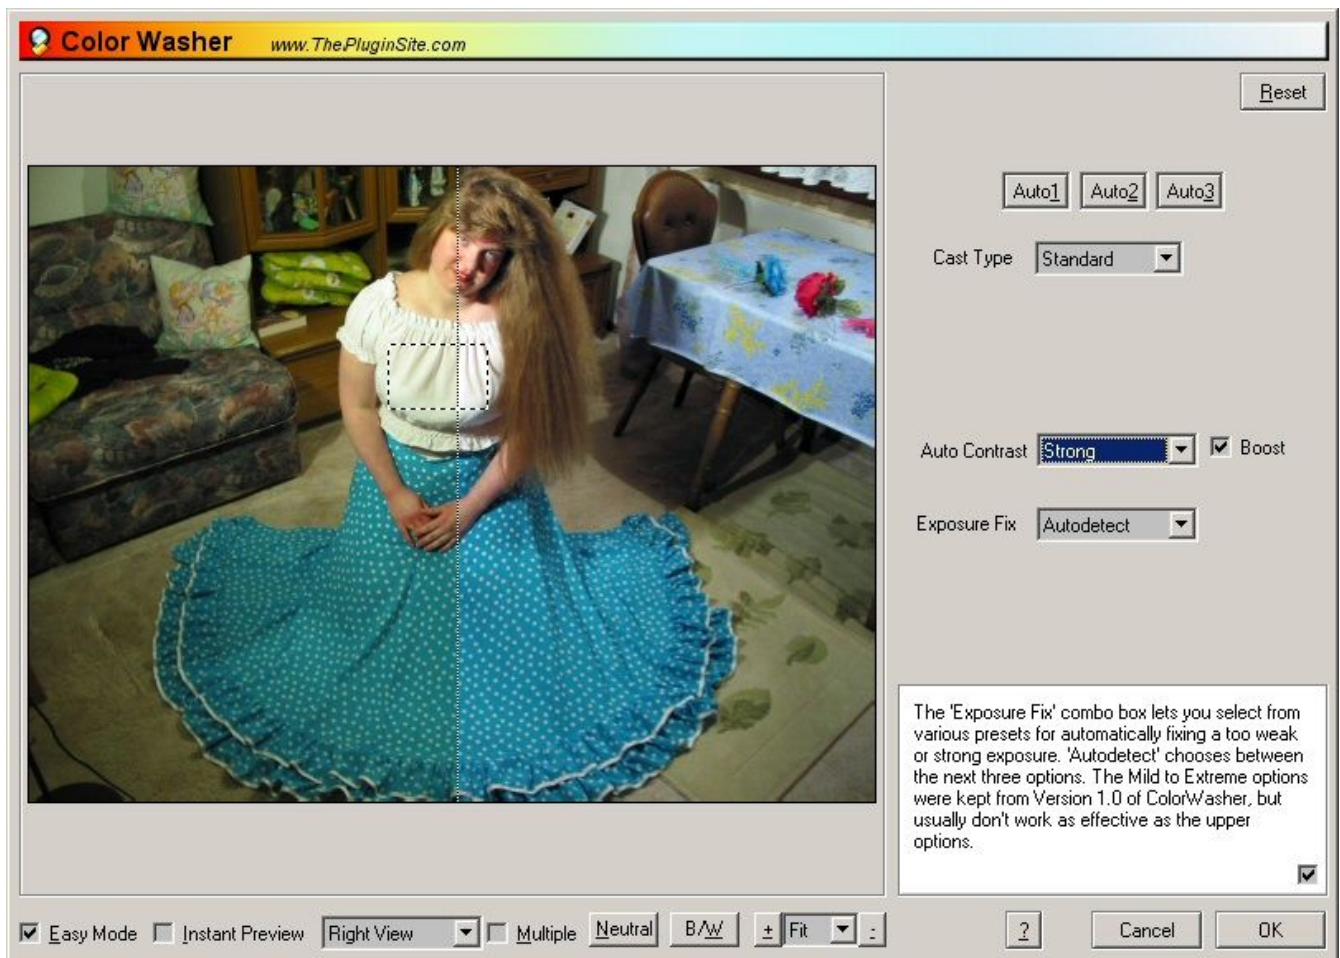 Color Washer www.ThePluginSite.com
Reset
Auto1 Auto2 Auto3
Cast Type Standard
Auto Contrast Strong Boost
Exposure Fix Autodetect
The 'Exposure Fix' combo box lets you select from
various presets for automatically fixing a too weak
or strong exposure. 'Autodetect' chooses between
the next three options. The Mild to Extreme options
were kept from Version 1.0 of ColorWasher, but
usually don't work as effective as the upper
options.
Easy Mode Instant Preview Right View Multiple Neutral B/W + Fit - ? Cancel OK